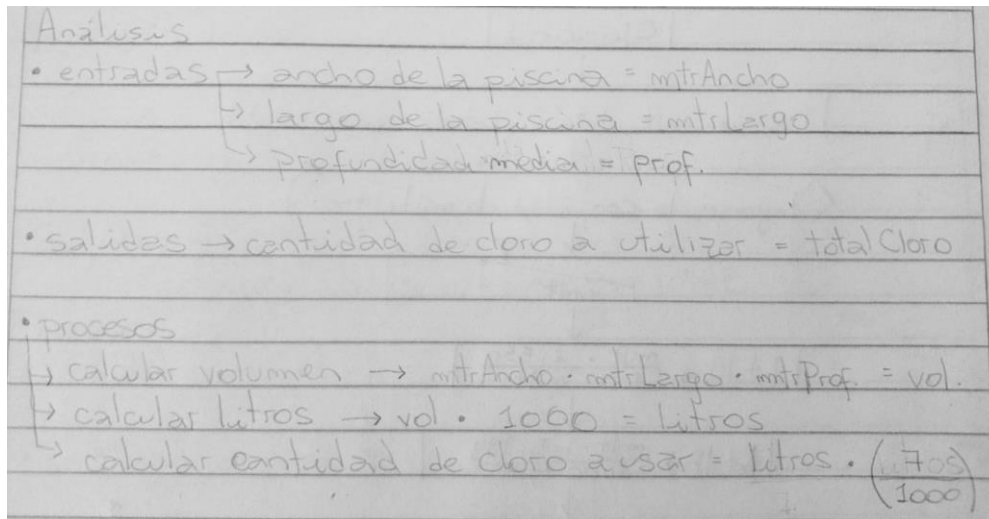 Análisis
• entradas → ancho de la piscina = mtrAncho
↳ largo de la piscina = mtrLargo
↳ profundidad media = prof.
• salidas → cantidad de cloro a utilizar = totalCloro
• procesos
↳ calcular volumen → mtrAncho · mtrLargo · mtrProf. = vol.
↳ calcular litros → vol · 1000 = litros
↳ calcular cantidad de cloro a usar = litros · (
1000)